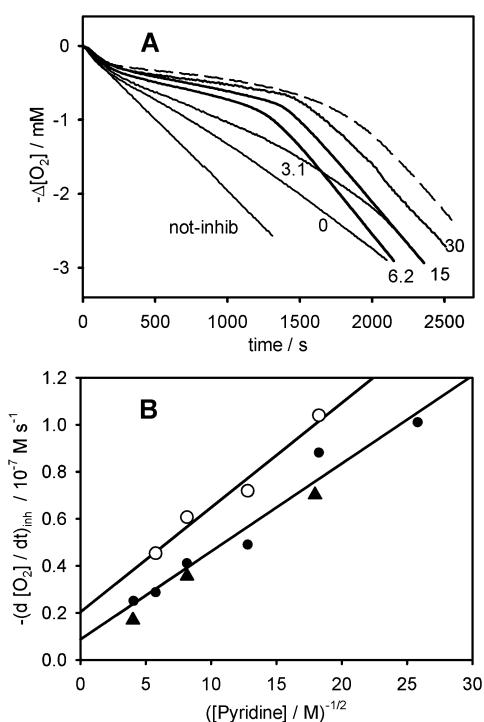 A
0
-1
-2
-3
-Δ[O₂] / mM
3.1
not-inhib
0
30
15
6.2
0 500 1000 1500 2000 2500
time / s
B
1.2
1.0
0.8
0.6
0.4
0.2
0.0
-(d [O₂] / dt)inh / 10⁻⁷ M s⁻¹
0 5 10 15 20 25 30
([Pyridine] / M)⁻¹/²